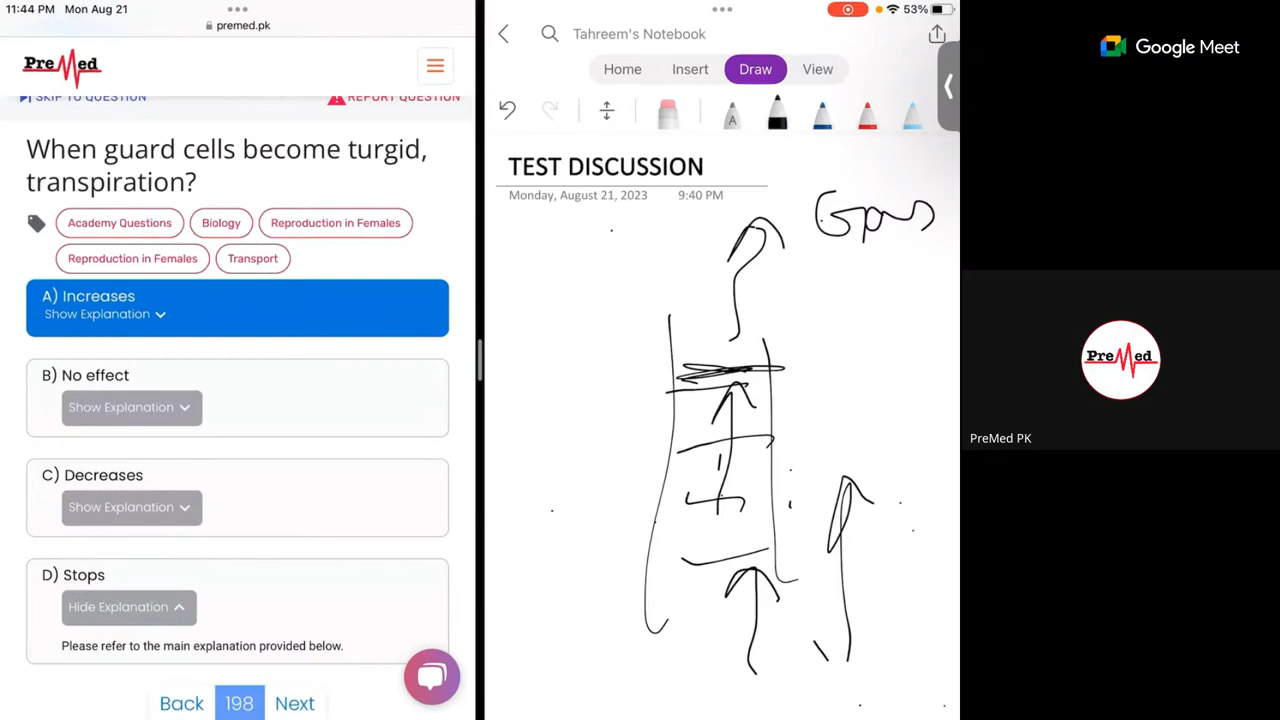 11:44 PM Mon Aug 21
premed.pk
PreMed
SKIP TO QUESTION
REPORT QUESTION
When guard cells become turgid,
transpiration?
Academy Questions
Biology
Reproduction in Females
Reproduction in Females
Transport
A) Increases
Show Explanation
B) No effect
Show Explanation
C) Decreases
Show Explanation
D) Stops
Hide Explanation
Please refer to the main explanation provided below.
Back 198 Next
53%
Tahreem's Notebook
Home Insert Draw View
A
TEST DISCUSSION
Monday, August 21, 2023 9:40 PM
Google Meet
PreMed
PreMed PK